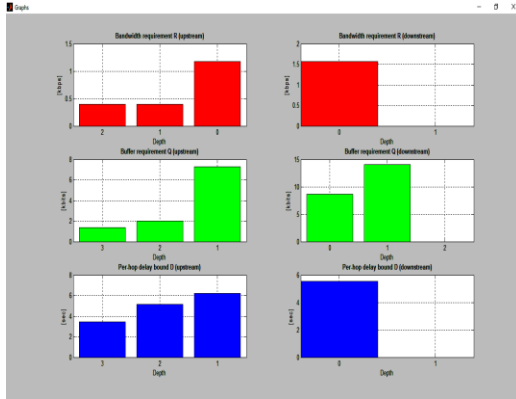 Graphs
Bandwidth requirement R (upstream)
1.5
1
0.5
0
[kbps]
2 1 0
Depth
Bandwidth requirement R (downstream)
2
1.5
1
0.5
0
[kbps]
0 1
Depth
Buffer requirement Q (upstream)
8
6
4
2
0
[kbits]
3 2 1
Depth
Buffer requirement Q (downstream)
15
10
5
0
[kbits]
0 1 2
Depth
Per-hop delay bound D (upstream)
8
6
4
2
0
[sec]
3 2 1
Depth
Per-hop delay bound D (downstream)
6
4
2
0
[sec]
0 1
Depth